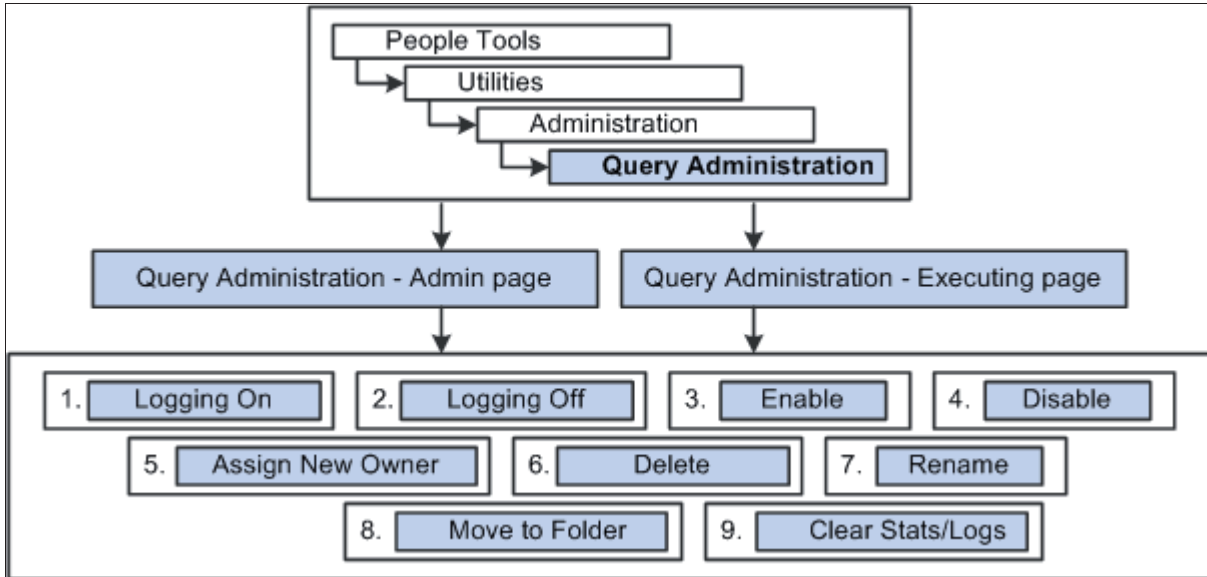 People Tools
Utilities
Administration
Query Administration
Query Administration - Admin page
Query Administration - Executing page
1. Logging On
2. Logging Off
3. Enable
4. Disable
5. Assign New Owner
6. Delete
7. Rename
8. Move to Folder
9. Clear Stats/Logs